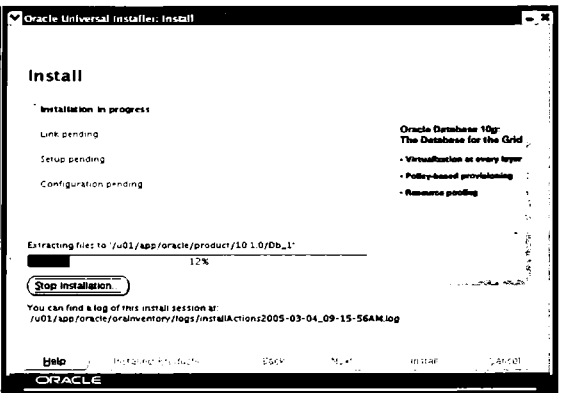 Oracle Universal Installer: Install
Install
Installation in progress
Link pending
Setup pending
Configuration pending
Oracle Database 10g:
The Database for the Grid
- Virtualization at every layer
- Policy-based provisioning
- Resource pooling
Extracting files to '/u01/app/oracle/product/10.1.0/Db_1'
12%
Stop Installation...
You can find a log of this install session at:
/u01/app/oracle/oraInventory/logs/installActions2005-03-04_09-15-56AM.log
Help Installed Products... Back Next Install Cancel
ORACLE